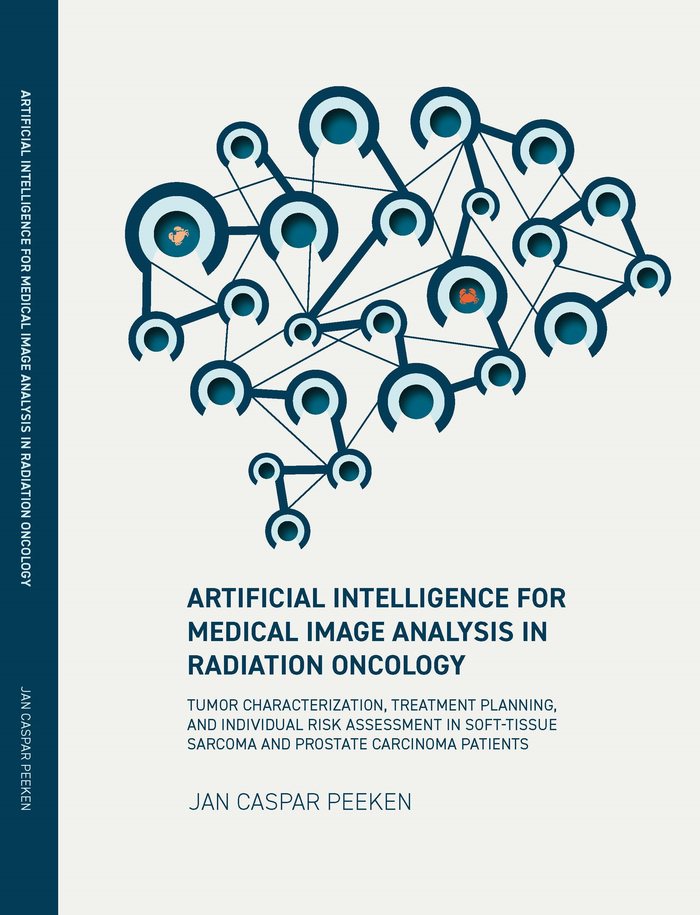 ARTIFICIAL INTELLIGENCE FOR MEDICAL IMAGE ANALYSIS IN RADIATION ONCOLOGY
JAN CASPAR PEEKEN
ARTIFICIAL INTELLIGENCE FOR
MEDICAL IMAGE ANALYSIS IN
RADIATION ONCOLOGY
TUMOR CHARACTERIZATION, TREATMENT PLANNING,
AND INDIVIDUAL RISK ASSESSMENT IN SOFT-TISSUE
SARCOMA AND PROSTATE CARCINOMA PATIENTS
JAN CASPAR PEEKEN